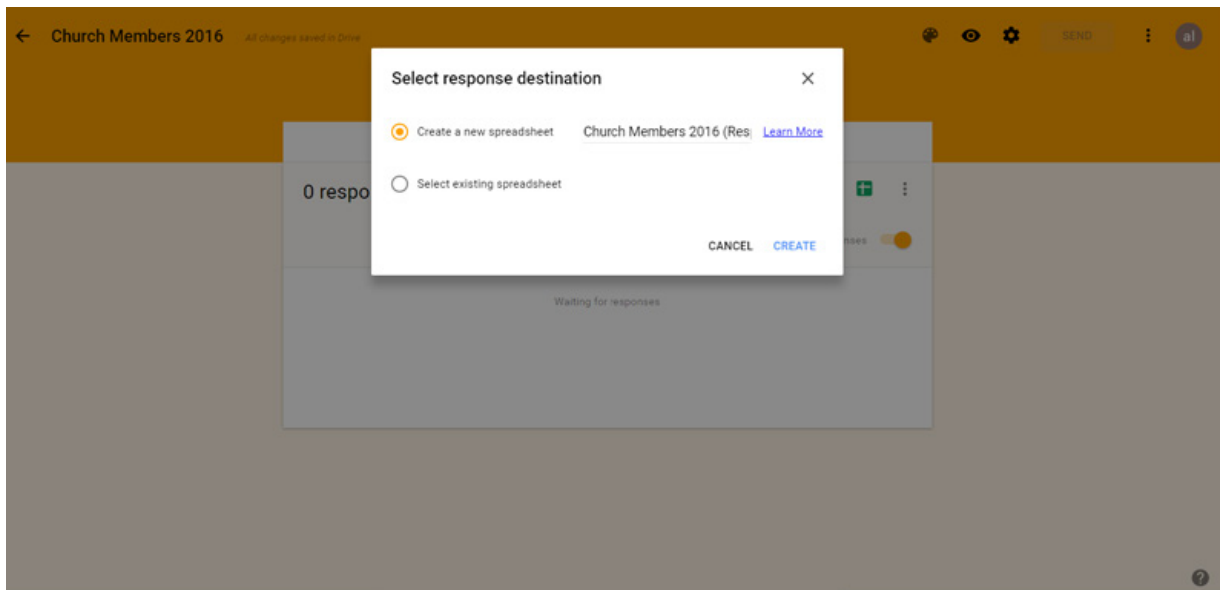 Church Members 2016 All changes saved in Drive SEND al
Select response destination
Create a new spreadsheet Church Members 2016 (Res Learn More
0 respo
Select existing spreadsheet
CANCEL CREATE nses
Waiting for responses